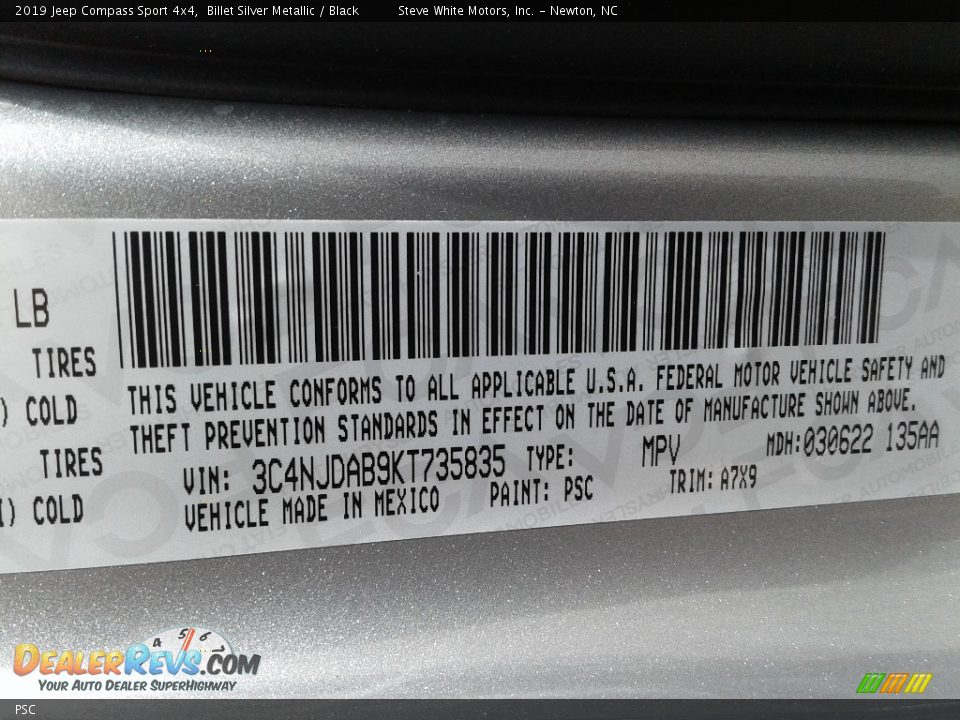 2019 Jeep Compass Sport 4x4, Billet Silver Metallic / Black Steve White Motors, Inc. - Newton, NC
LB
TIRES
) COLD
TIRES
I) COLD
THIS VEHICLE CONFORMS TO ALL APPLICABLE U.S.A. FEDERAL MOTOR VEHICLE SAFETY AND
THEFT PREVENTION STANDARDS IN EFFECT ON THE DATE OF MANUFACTURE SHOWN ABOVE.
VIN: 3C4NJDAB9KT735835 TYPE: MPV MDH:030622 135AA
VEHICLE MADE IN MEXICO PAINT: PSC TRIM: A7X9
4 5 6
DealerRevs.com
Your Auto Dealer SuperHighway
PSC